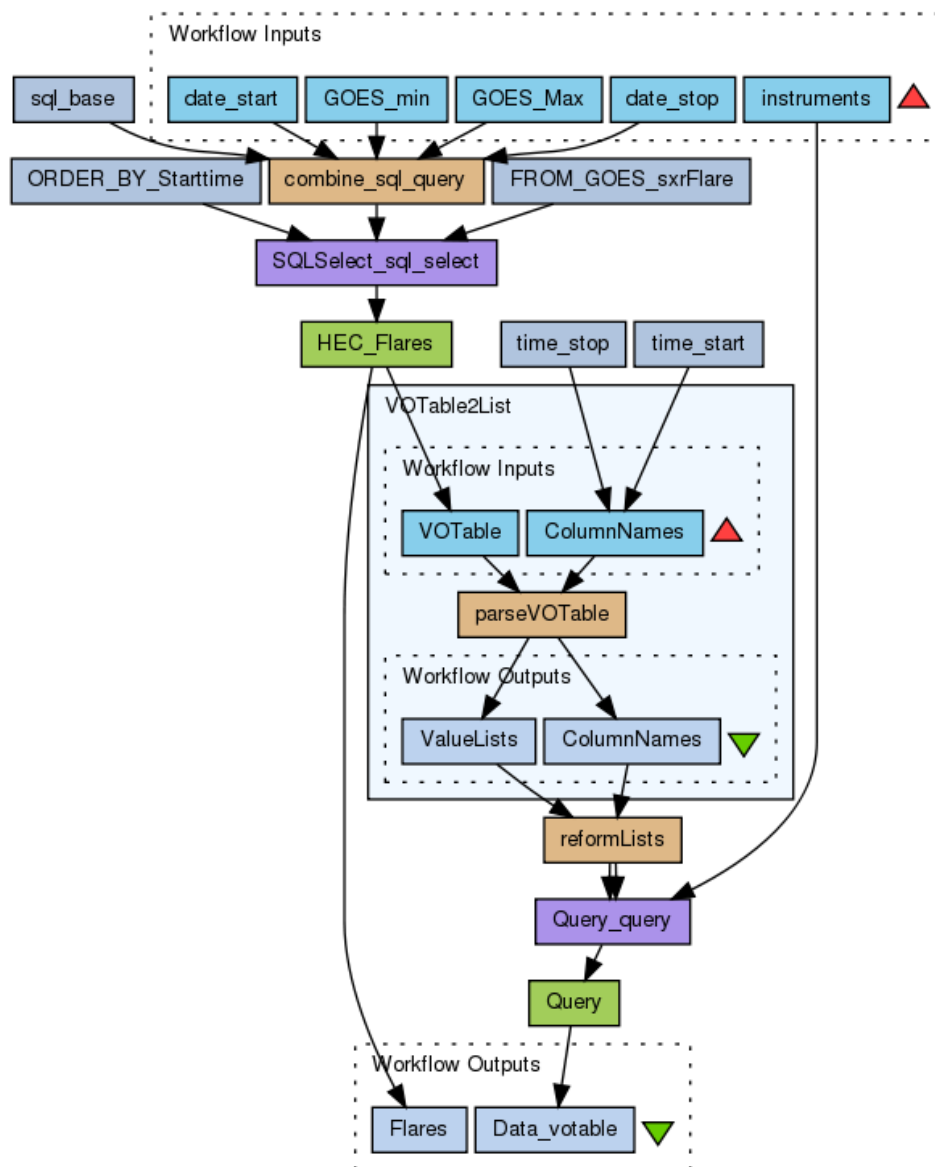 Workflow Inputs
sql_base
date_start
GOES_min
GOES_Max
date_stop
instruments
ORDER_BY_Starttime
combine_sql_query
FROM_GOES_sxrFlare
SQLSelect_sql_select
HEC_Flares
time_stop
time_start
VOTable2List
Workflow Inputs
VOTable
ColumnNames
parseVOTable
Workflow Outputs
ValueLists
ColumnNames
reformLists
Query_query
Query
Workflow Outputs
Flares
Data_votable